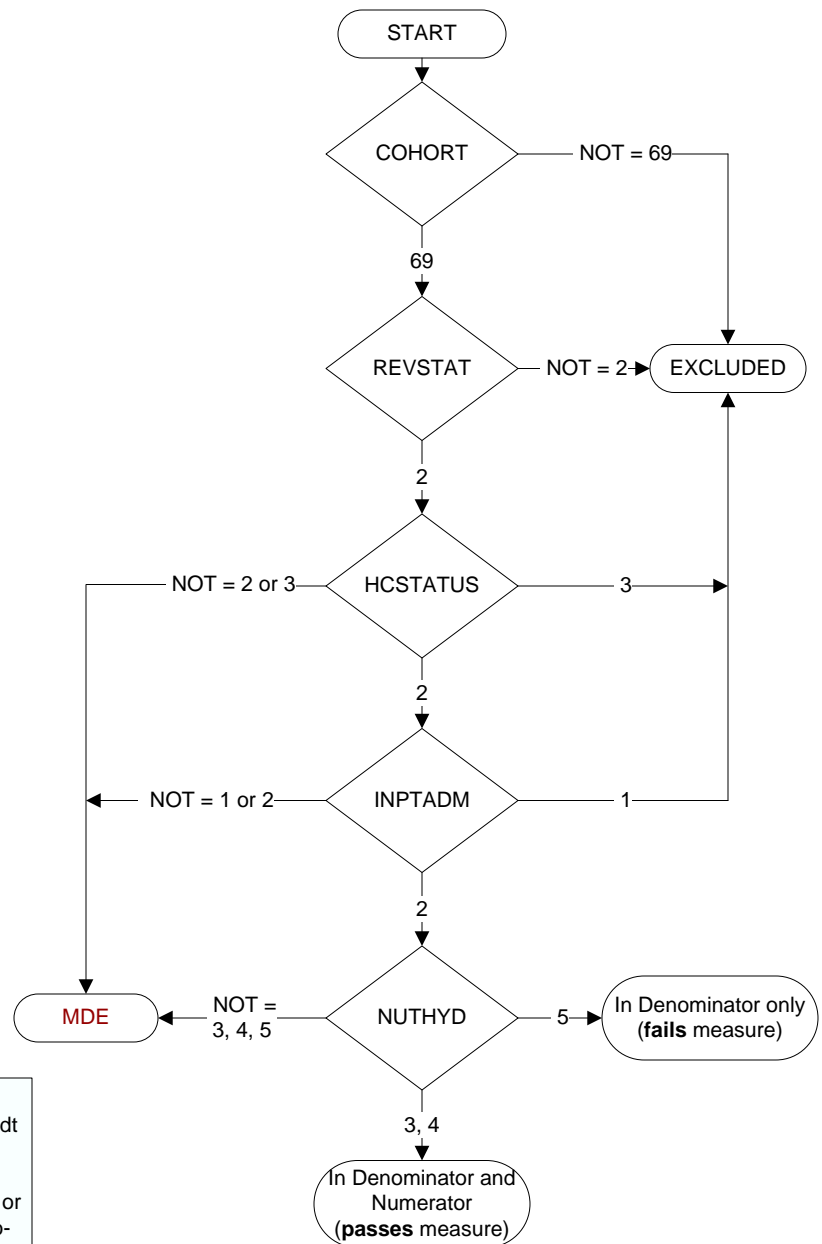 START
COHORT
NOT = 69
69
REVSTAT
NOT = 2
EXCLUDED
2
NOT = 2 or 3
HCSTATUS
3
2
NOT = 1 or 2
INPTADM
1
2
MDE
NOT =
3, 4, 5
NUTHYD
5
In Denominator only
(fails measure)
3, 4
In Denominator and
Numerator
(passes measure)
dt
or
o-